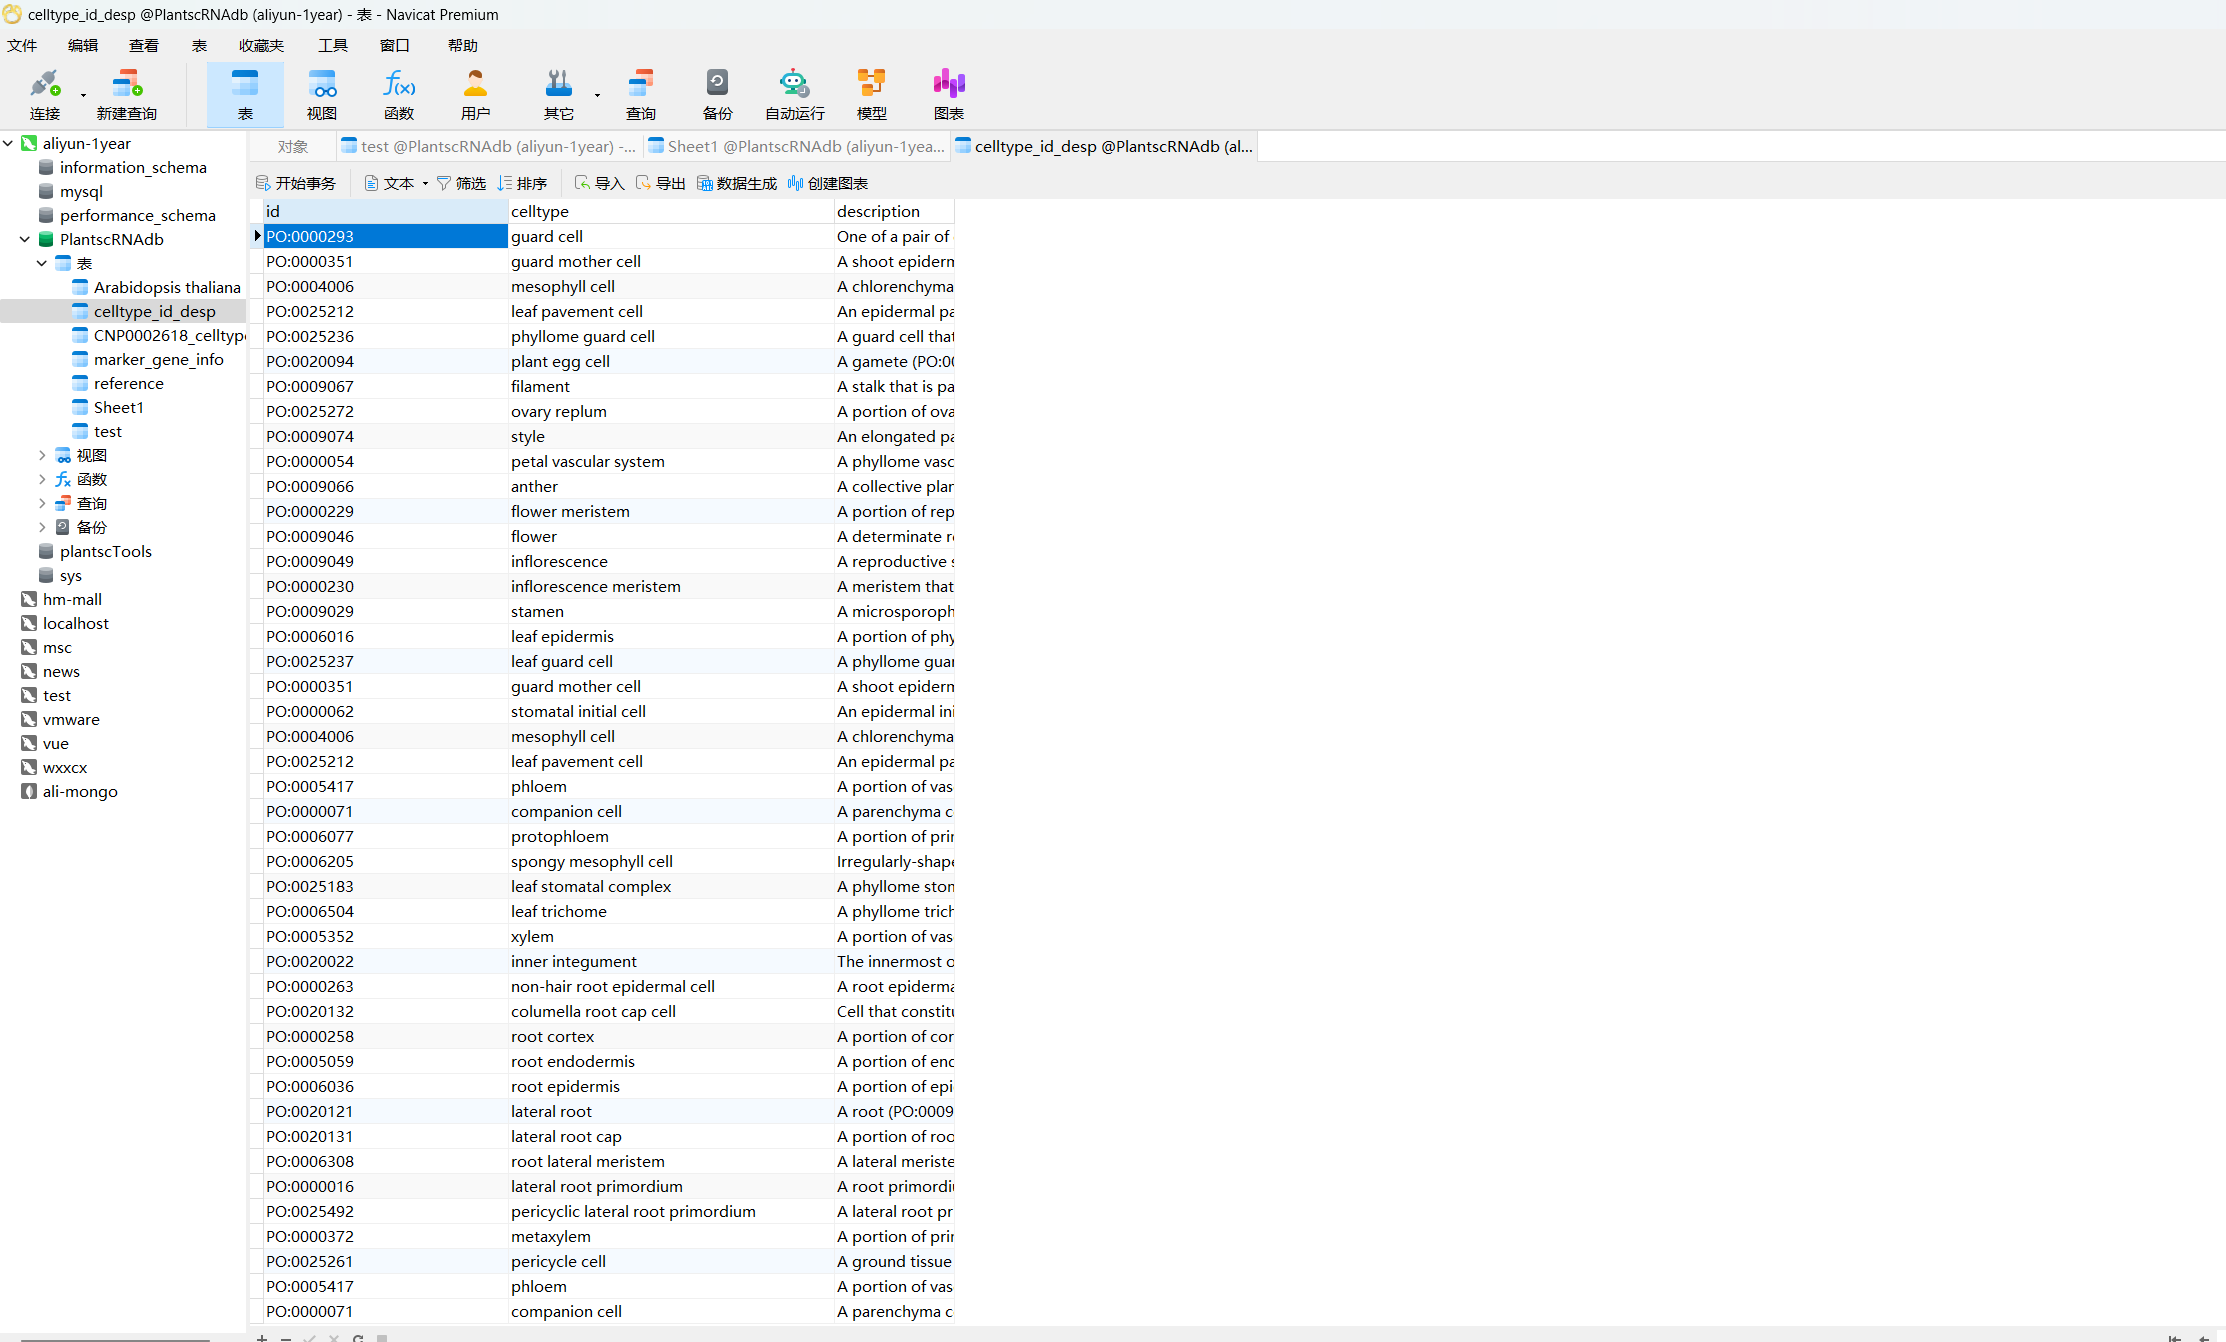 celltype_id_desp @PlantscRNAdb (aliyun-1year) - 表 - Navicat Premium
文件 编辑 查看 表 收藏夹 工具 窗口 帮助
连接 新建查询 表 视图 函数 用户 其它 查询 备份 自动运行 模型 图表
aliyun-1year
information_schema
mysql
performance_schema
PlantscRNAdb
表
Arabidopsis thaliana
celltype_id_desp
CNP0002618_celltype
marker_gene_info
reference
Sheet1
test
视图
函数
查询
备份
plantscTools
sys
hm-mall
localhost
msc
news
test
vmware
vue
wxxcx
ali-mongo
对象 test @PlantscRNAdb (aliyun-1year) -... Sheet1 @PlantscRNAdb (aliyun-1yea... celltype_id_desp @PlantscRNAdb (al...
开始事务 文本 筛选 排序 导入 导出 数据生成 创建图表
id celltype description
PO:0000293 guard cell One of a pair of
PO:0000351 guard mother cell A shoot epiderm
PO:0004006 mesophyll cell A chlorenchyma
PO:0025212 leaf pavement cell An epidermal pa
PO:0025236 phyllome guard cell A guard cell that
PO:0020094 plant egg cell A gamete (PO:00
PO:0009067 filament A stalk that is pa
PO:0025272 ovary replum A portion of ova
PO:0009074 style An elongated pa
PO:0000054 petal vascular system A phyllome vasc
PO:0009066 anther A collective plan
PO:0000229 flower meristem A portion of rep
PO:0009046 flower A determinate re
PO:0009049 inflorescence A reproductive s
PO:0000230 inflorescence meristem A meristem that
PO:0009029 stamen A microsporoph
PO:0006016 leaf epidermis A portion of phy
PO:0025237 leaf guard cell A phyllome guar
PO:0000351 guard mother cell A shoot epiderm
PO:0000062 stomatal initial cell An epidermal ini
PO:0004006 mesophyll cell A chlorenchyma
PO:0025212 leaf pavement cell An epidermal pa
PO:0005417 phloem A portion of vas
PO:0000071 companion cell A parenchyma c
PO:0006077 protophloem A portion of prin
PO:0006205 spongy mesophyll cell Irregularly-shape
PO:0025183 leaf stomatal complex A phyllome stom
PO:0006504 leaf trichome A phyllome trich
PO:0005352 xylem A portion of vas
PO:0020022 inner integument The innermost o
PO:0000263 non-hair root epidermal cell A root epiderma
PO:0020132 columella root cap cell Cell that constitu
PO:0000258 root cortex A portion of cor
PO:0005059 root endodermis A portion of end
PO:0006036 root epidermis A portion of epi
PO:0020121 lateral root A root (PO:0009
PO:0020131 lateral root cap A portion of roo
PO:0006308 root lateral meristem A lateral meriste
PO:0000016 lateral root primordium A root primordiu
PO:0025492 pericyclic lateral root primordium A lateral root pr
PO:0000372 metaxylem A portion of prin
PO:0025261 pericycle cell A ground tissue
PO:0005417 phloem A portion of vas
PO:0000071 companion cell A parenchyma c